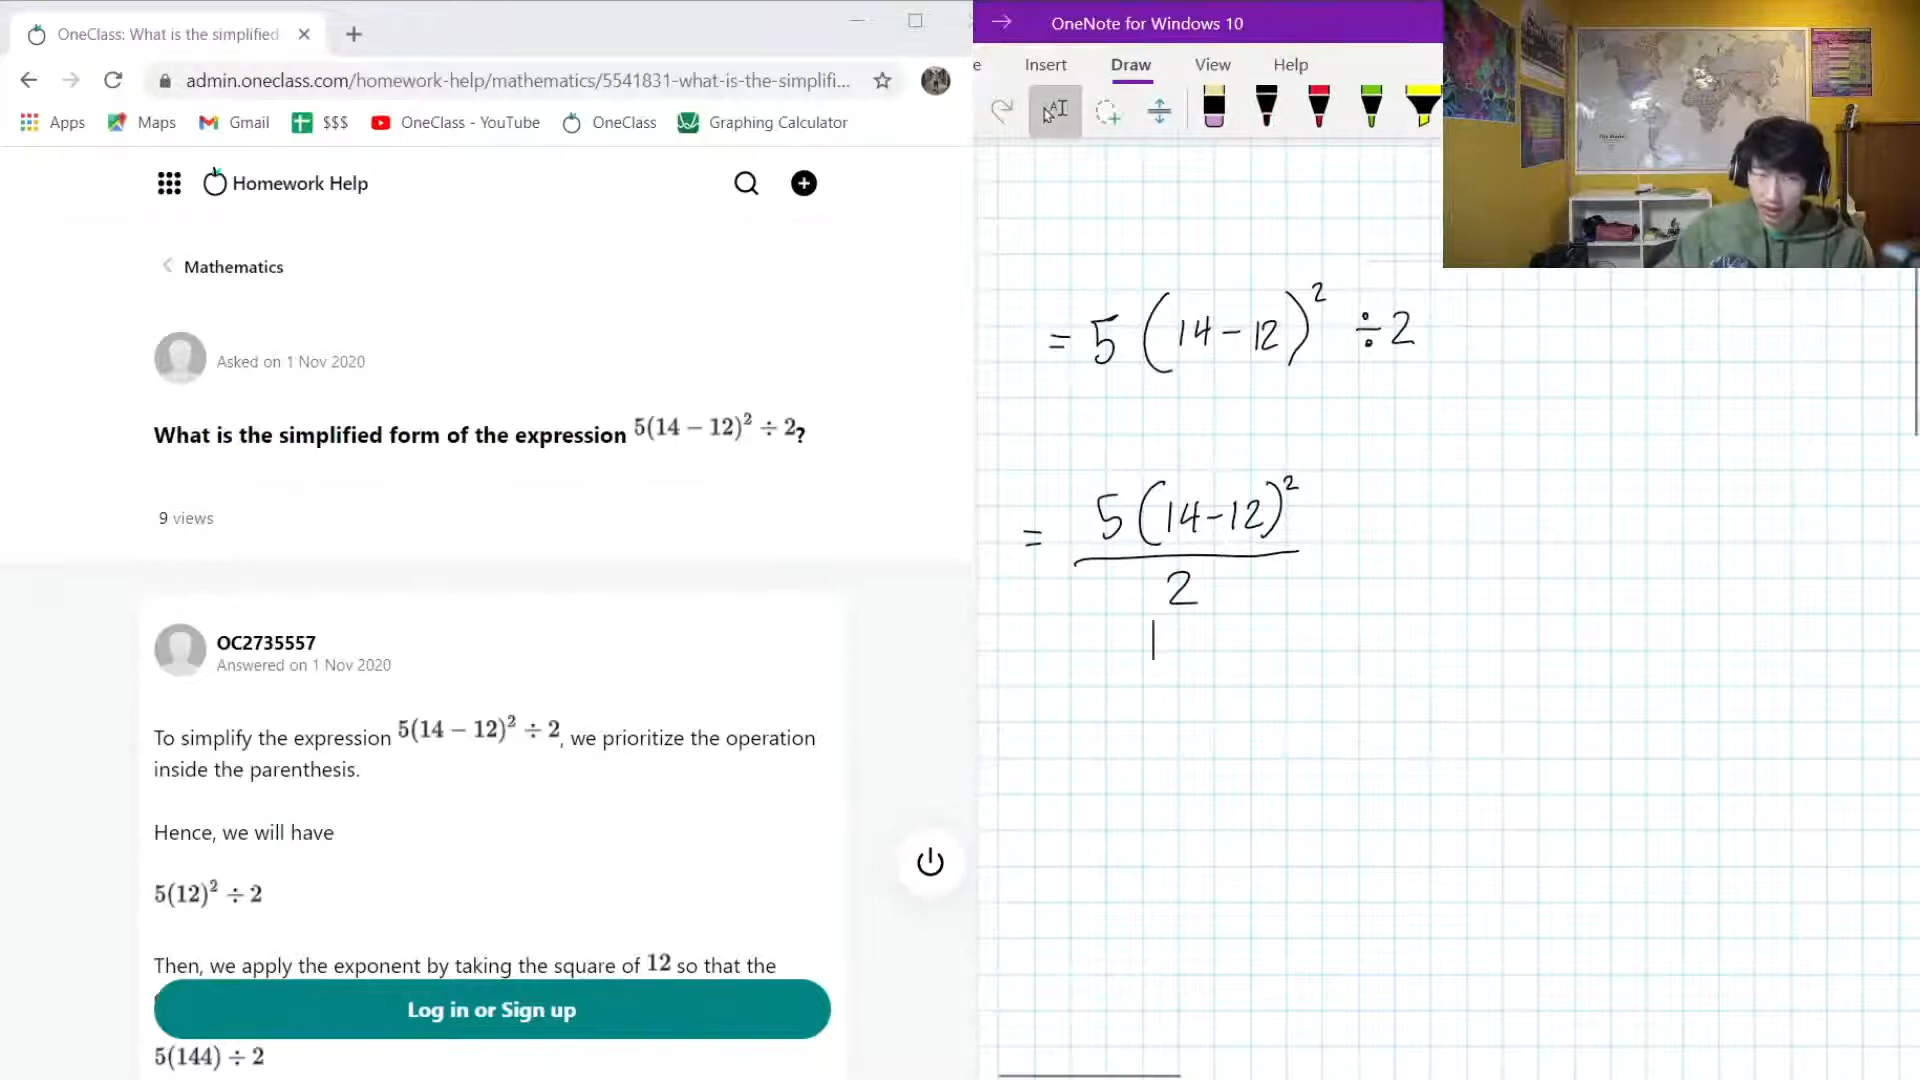 OneClass: What is the simplified
admin.oneclass.com/homework-help/mathematics/5541831-what-is-the-simplifi...
Apps Maps Gmail $$$ OneClass - YouTube OneClass Graphing Calculator
Homework Help
Mathematics
Asked on 1 Nov 2020
What is the simplified form of the expression 5(14 − 12)² ÷ 2?
9 views
OC2735557
Answered on 1 Nov 2020
To simplify the expression 5(14 − 12)² ÷ 2, we prioritize the operation
inside the parenthesis.
Hence, we will have
5(12)² ÷ 2
Then, we apply the exponent by taking the square of 12 so that the
Log in or Sign up
5(144) ÷ 2
OneNote for Windows 10
Insert Draw View Help
= 5 (14 − 12)² ÷ 2
= 5 (14 − 12)²
2